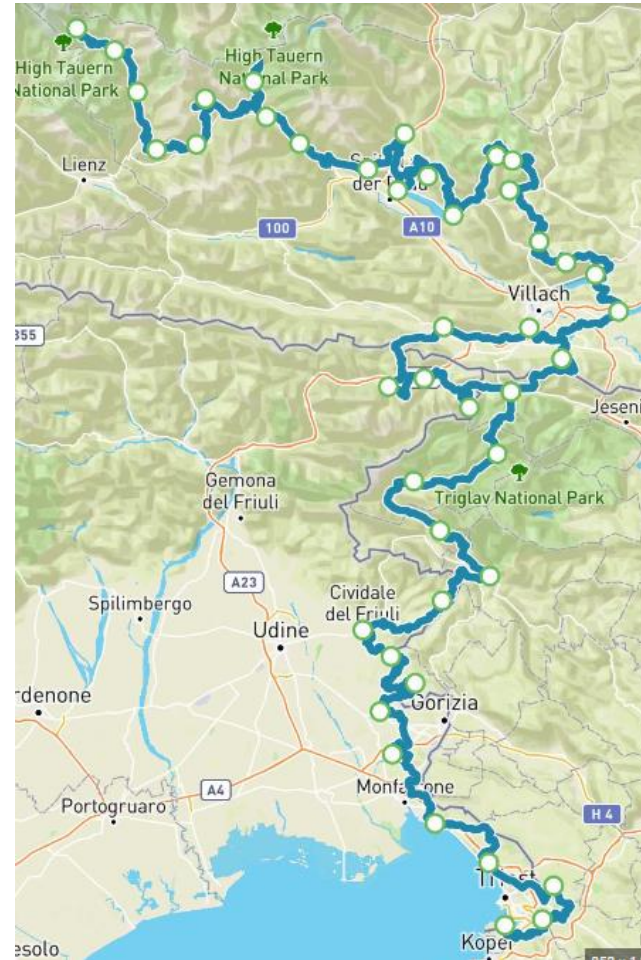 High Tauern
National Park
High Tauern
National Park
Lienz
der
100
A10
Villach
355
Jeseni
Gemona
del Friuli
Triglav National Park
A23
Cividale
del Friuli
Spilimbergo
Udine
rdenone
Gorizia
A4
Portogruaro
H 4
esolo